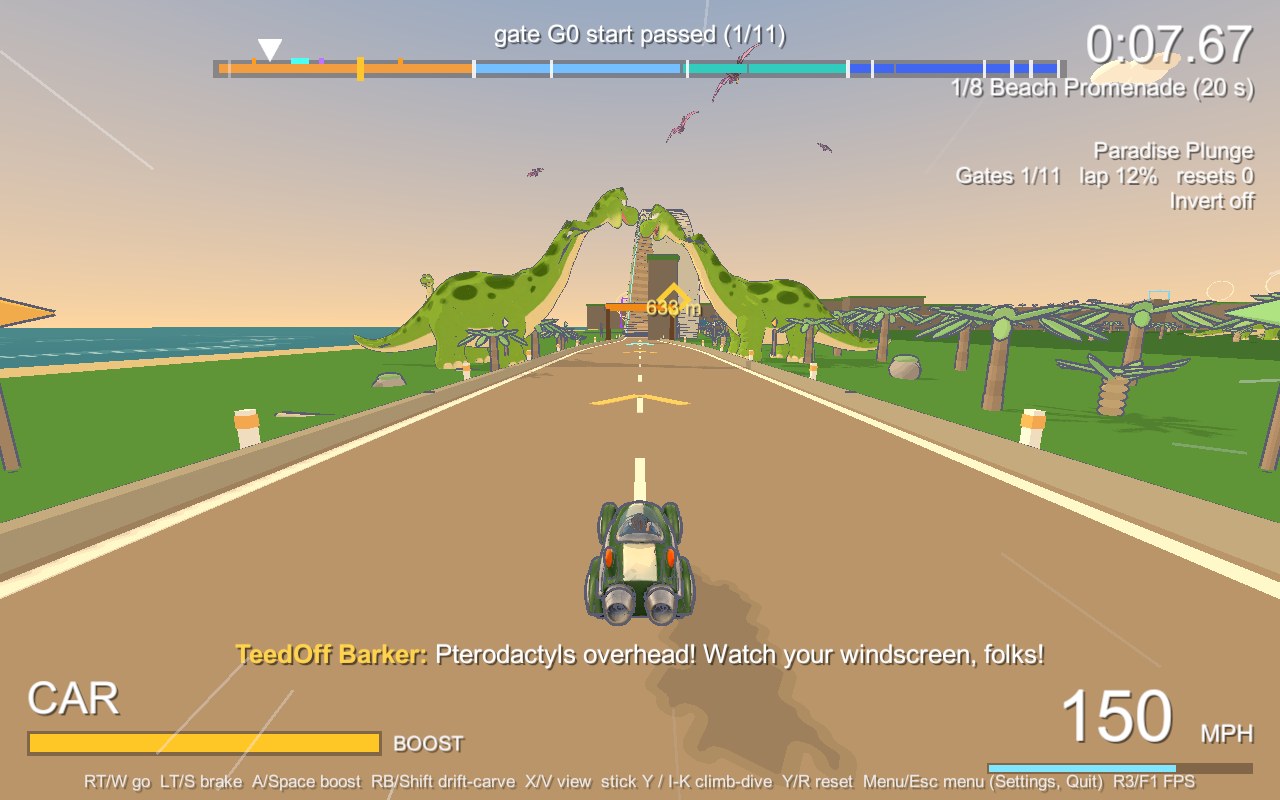 gate G0 start passed (1/11)
0:07.67
1/8 Beach Promenade (20 s)
Paradise Plunge
Gates 1/11 lap 12% resets 0
Invert off
633 m
TeedOff Barker: Pterodactyls overhead! Watch your windscreen, folks!
CAR
BOOST
150 MPH
RT/W go LT/S brake A/Space boost RB/Shift drift-carve X/V view stick Y / I-K climb-dive Y/R reset Menu/Esc menu (Settings, Quit) R3/F1 FPS